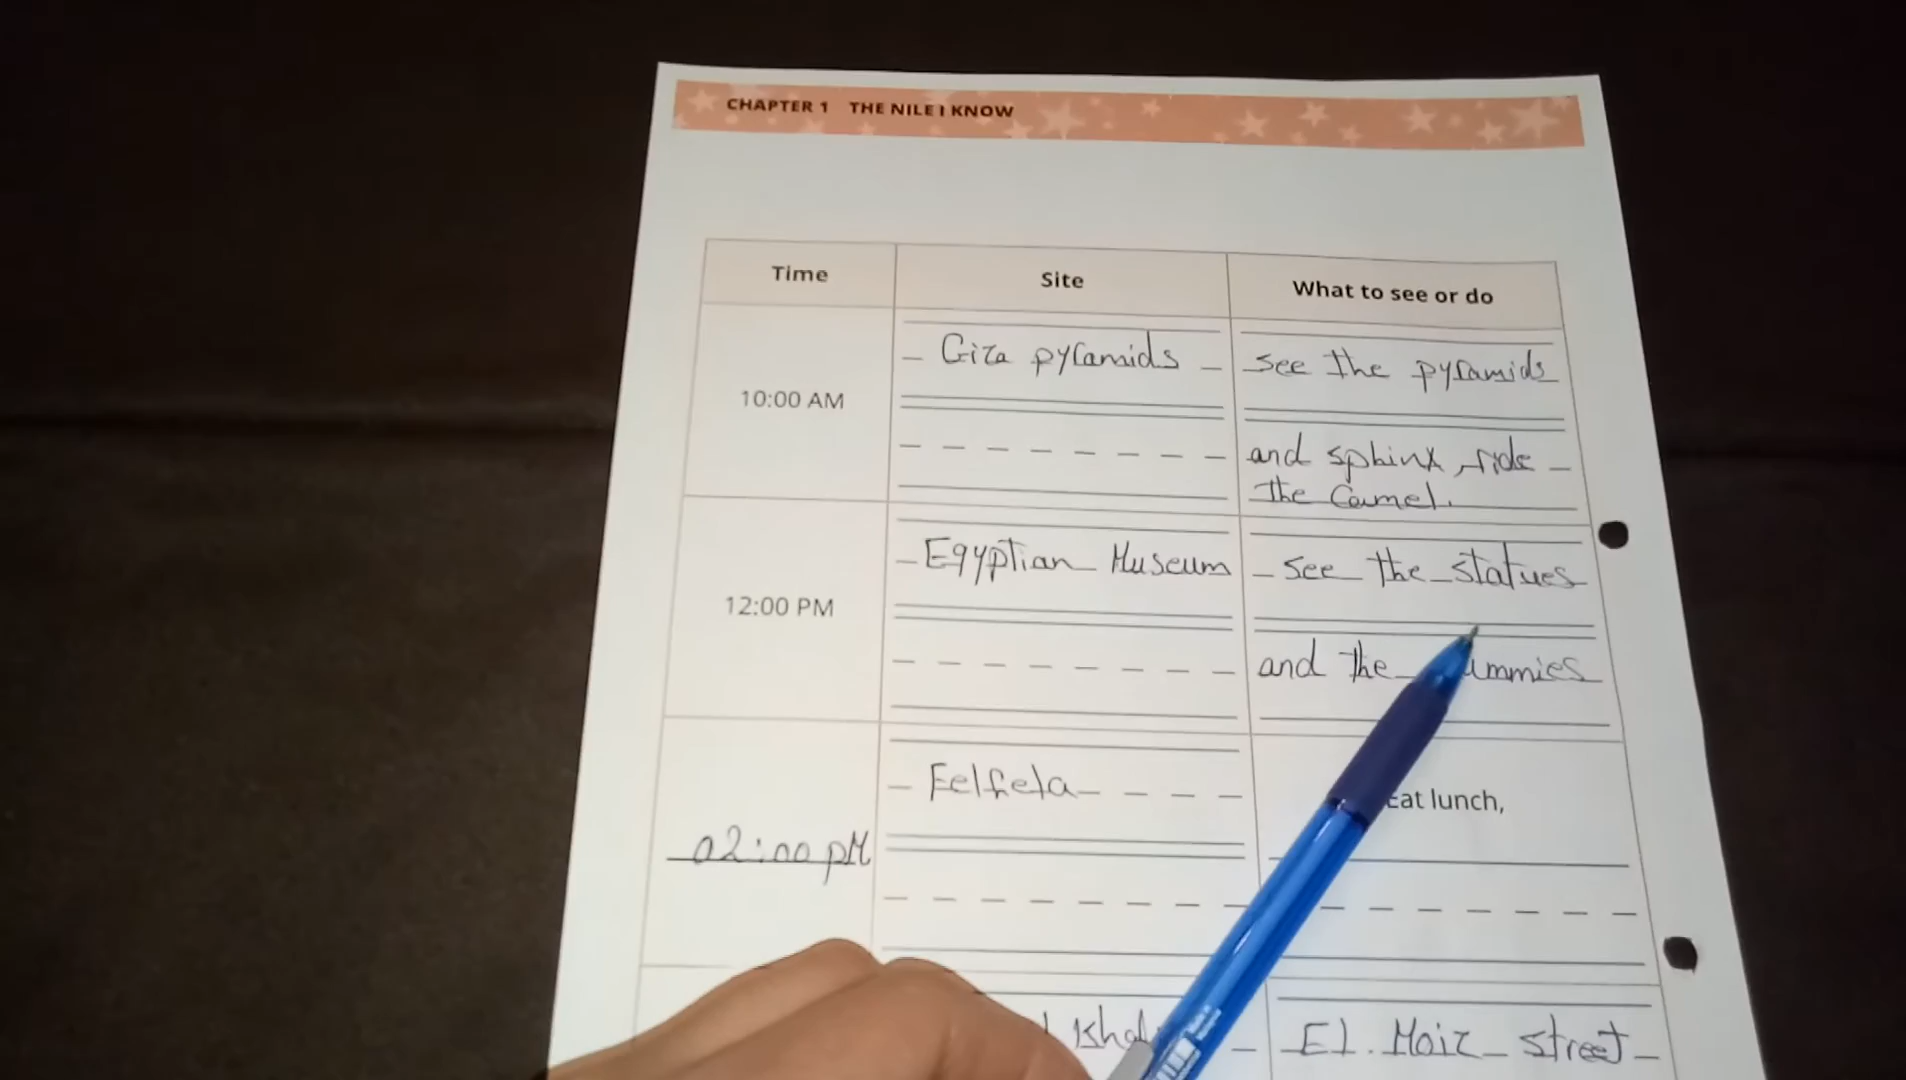 CHAPTER 1 THE NILE I KNOW
Time Site What to see or do
10:00 AM
Giza pyramids
see the pyramids
and sphinx, ride
the Camel.
12:00 PM
Egyptian Museum
see the statues
and the
02:00 pM
Felfela
Eat lunch,
El. Moiz street